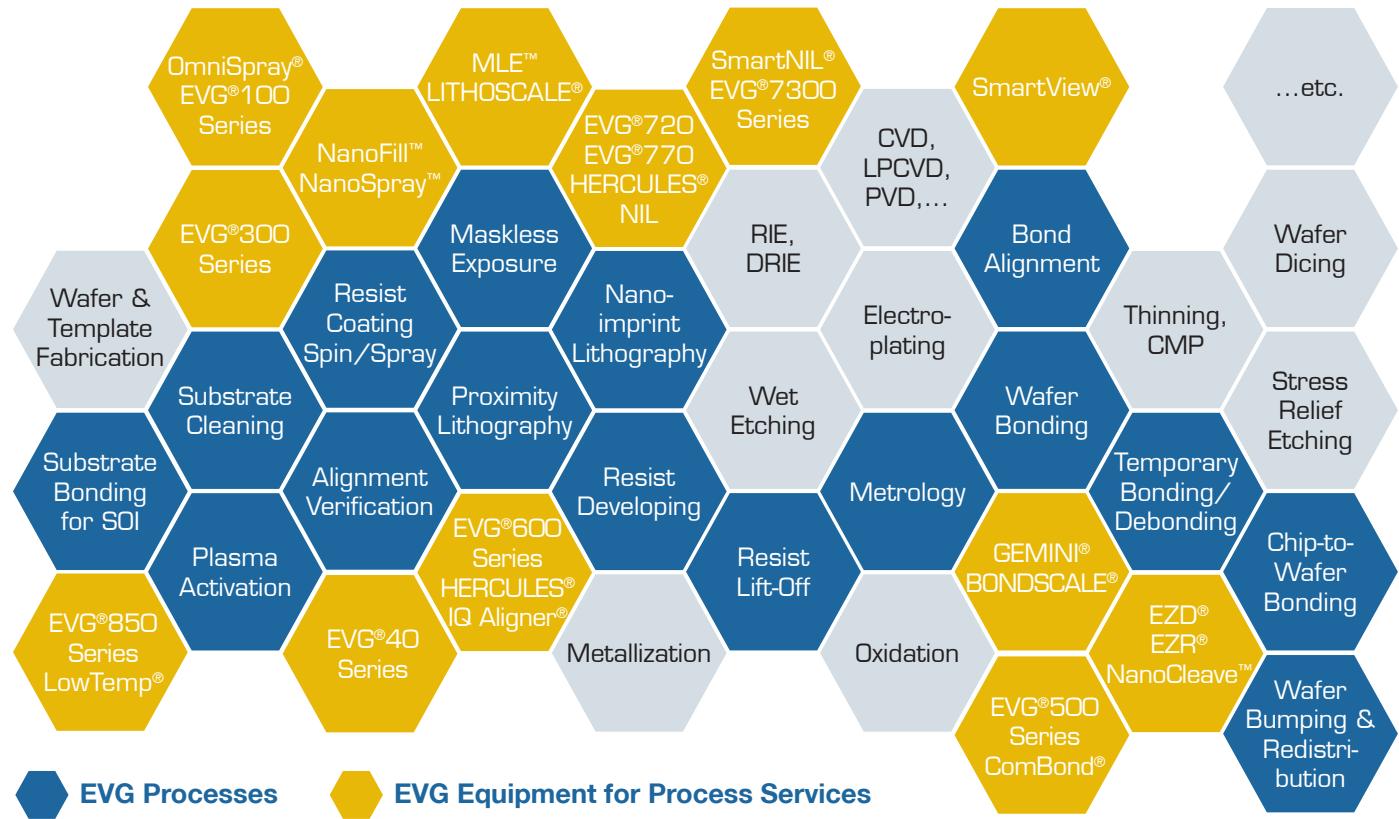 OmniSpray®
EVG®100
Series
MLE™
LITHOSCALE®
SmartNIL®
EVG®7300
Series
SmartView®
...etc.
NanoFill™
NanoSpray™
EVG®720
EVG®770
HERCULES®
NIL
CVD,
LPCVD,
PVD,...
EVG®300
Series
Maskless
Exposure
RIE,
DRIE
Bond
Alignment
Wafer
Dicing
Wafer &
Template
Fabrication
Resist
Coating
Spin/Spray
Nano-
imprint
Lithography
Electro-
plating
Thinning,
CMP
Substrate
Cleaning
Proximity
Lithography
Wet
Etching
Wafer
Bonding
Stress
Relief
Etching
Substrate
Bonding
for SOI
Alignment
Verification
Resist
Developing
Metrology
Temporary
Bonding/
Debonding
Plasma
Activation
EVG®600
Series
HERCULES®
IQ Aligner®
Resist
Lift-Off
GEMINI®
BONDSCALE®
Chip-to-
Wafer
Bonding
EVG®850
Series
LowTemp®
EVG®40
Series
Metallization
Oxidation
EZD®
EZR®
NanoCleave™
EVG®500
Series
ComBond®
Wafer
Bumping &
Redistri-
bution
EVG Processes
EVG Equipment for Process Services